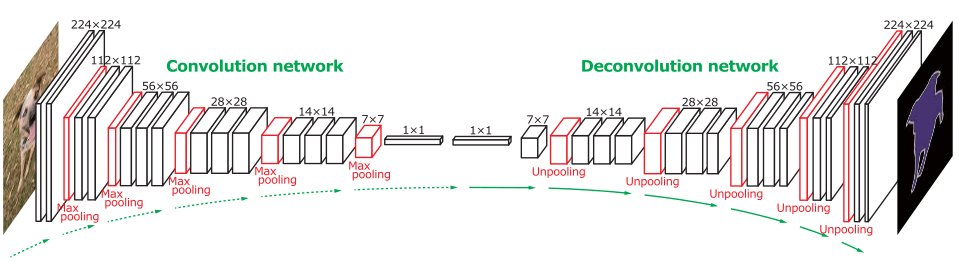 224×224
112×112
Convolution network
56×56
28×28
14×14
7×7
1×1
1×1
Deconvolution network
7×7
14×14
28×28
56×56
112×112
224×224
Max
pooling
Max
pooling
Max
pooling
Max
pooling
Max
pooling
Unpooling
Unpooling
Unpooling
Unpooling
Unpooling